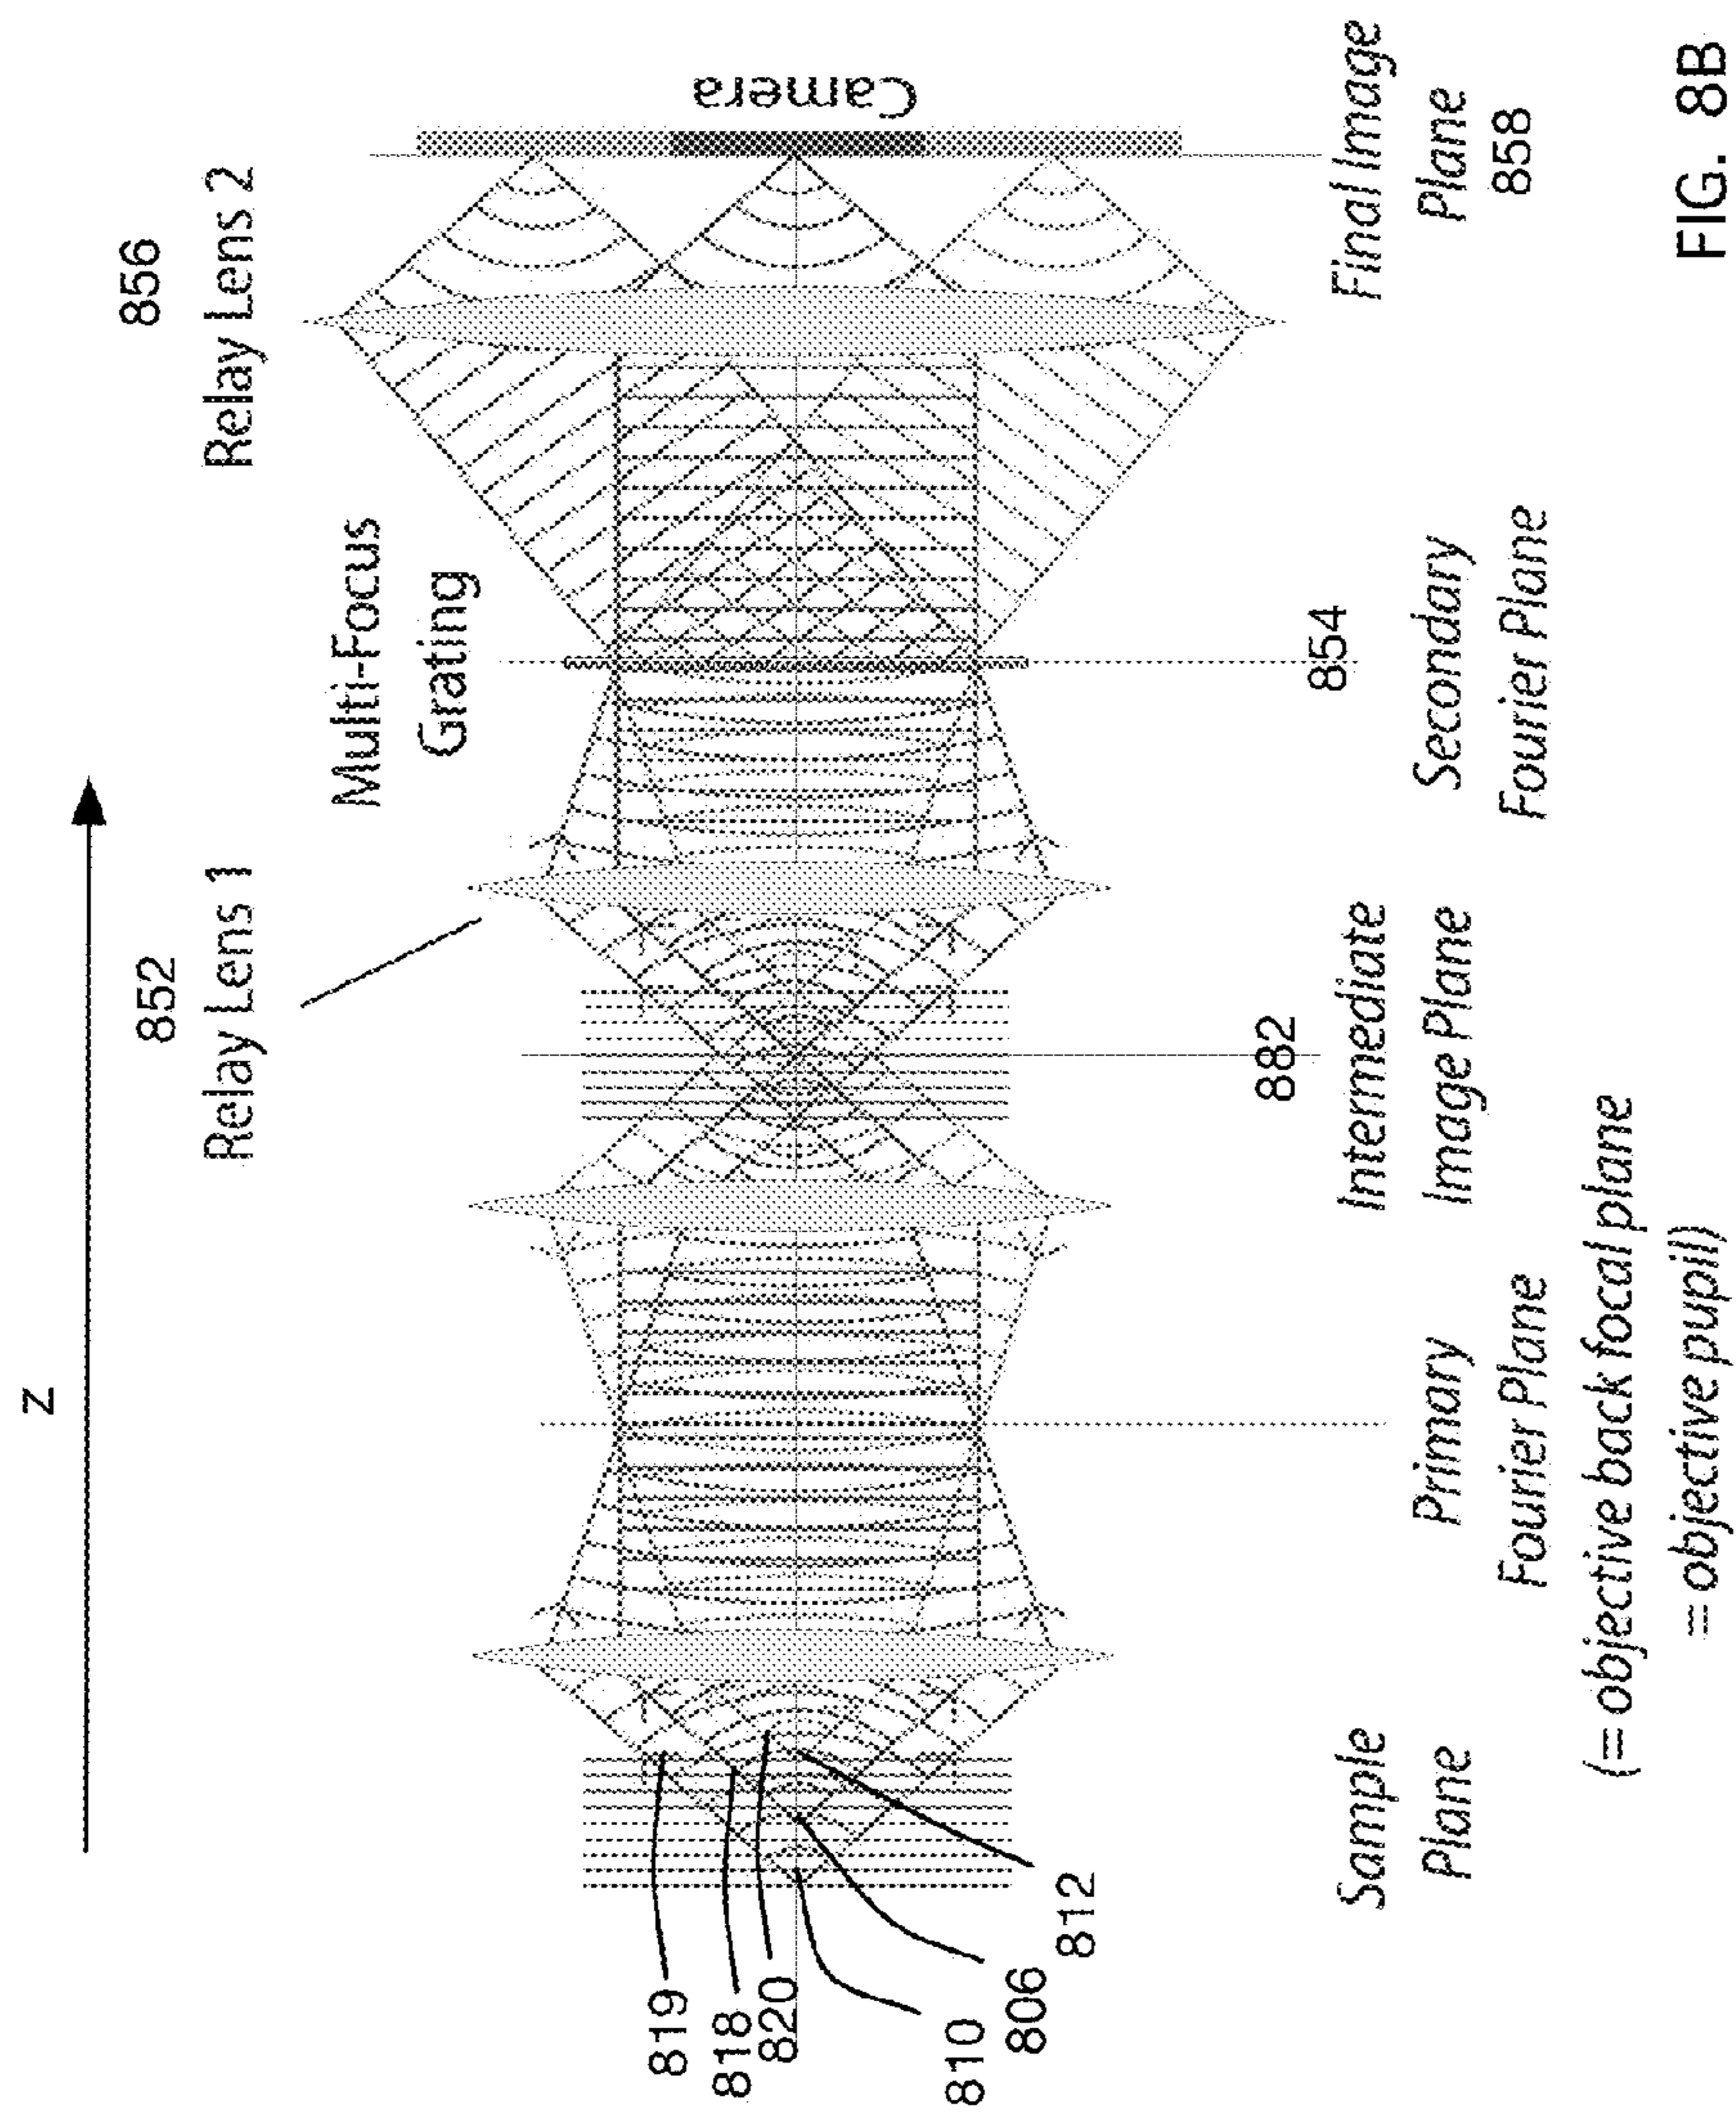 z
852
Relay Lens 1
856
Relay Lens 2
Multi-Focus
Grating
Camera
819
818
820
810
806
812
882
854
Sample
Plane
Primary
Fourier Plane
(= objective back focal plane
= objective pupil)
Intermediate
Image Plane
Secondary
Fourier Plane
Final Image
Plane
858
FIG. 8B